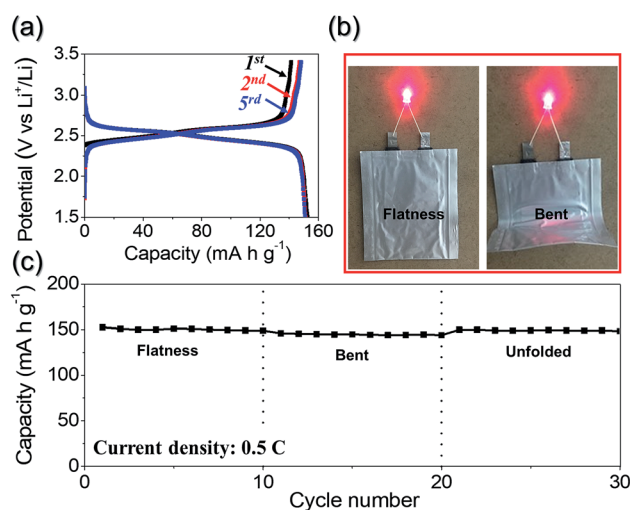 (a)
3.5
3.0
2.5
2.0
1.5
Potential (V vs Li⁺/Li)
1st
2nd
5rd
0 40 80 120 160
Capacity (mA h g⁻¹)
(b)
Flatness
Bent
(c)
200
150
100
50
0
Capacity (mA h g⁻¹)
Flatness
Bent
Unfolded
Current density: 0.5 C
0 10 20 30
Cycle number